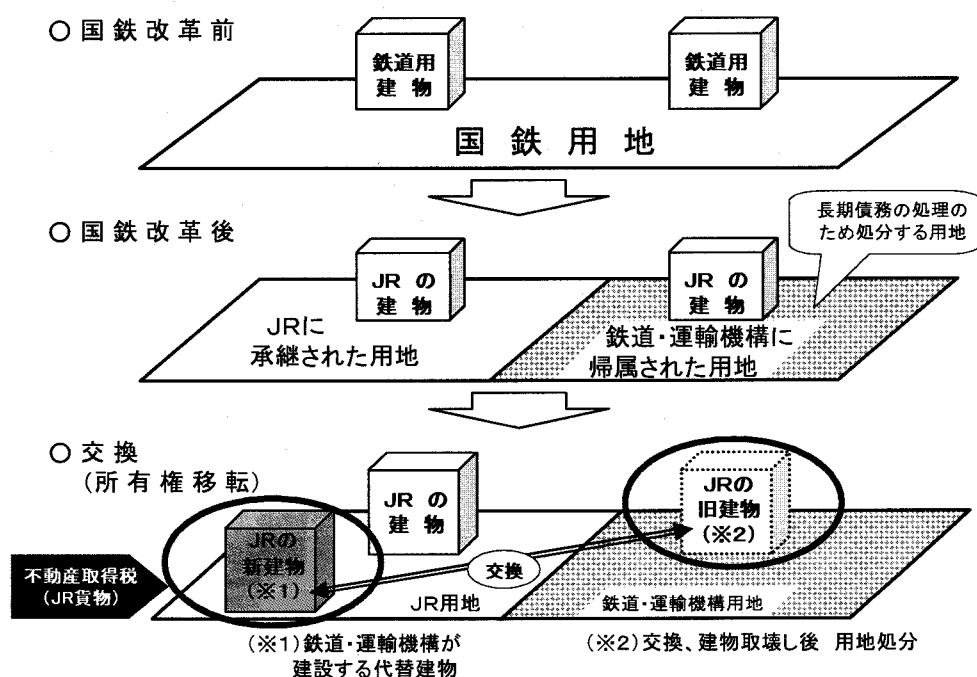 ○ 国鉄改革前
鉄道用
建 物
鉄道用
建 物
国 鉄 用 地
○ 国鉄改革後
長期債務の処理の
ため処分する用地
JR の
建 物
JR の
建 物
JRに
承継された用地
鉄道・運輸機構に
帰属された用地
○ 交換
(所有権移転)
JR の
建 物
JRの
旧建物
(※2)
JRの
新建物
(※1)
交換
不動産取得税
(JR貨物)
JR用地
鉄道・運輸機構用地
(※1)鉄道・運輸機構が
建設する代替建物
(※2)交換、建物取壊し後 用地処分